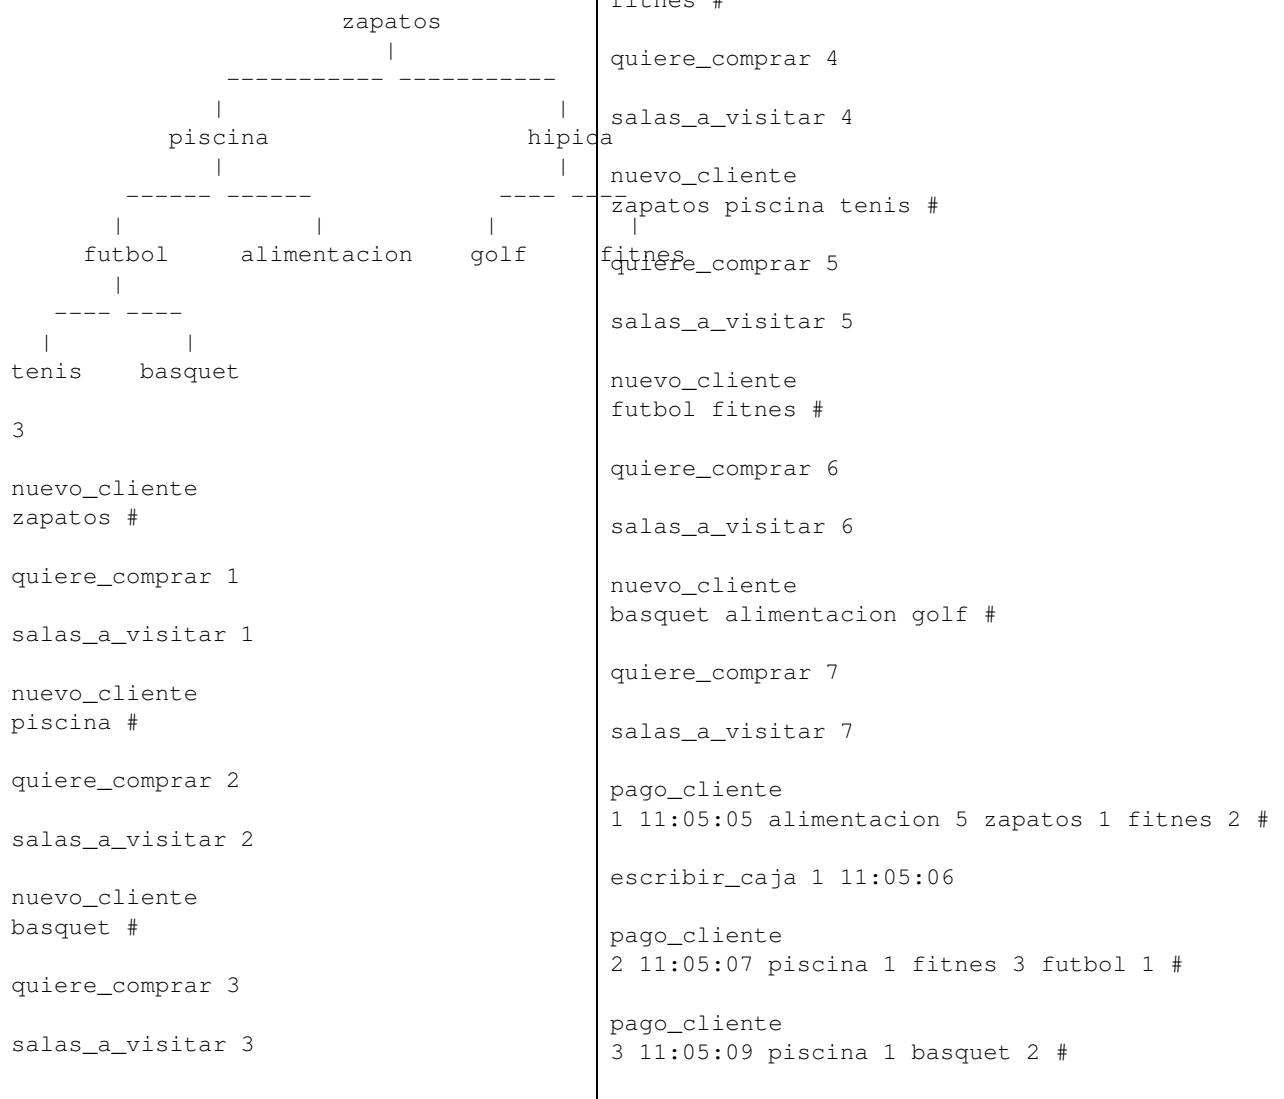 zapatos
|
----------- -----------
| |
piscina hipica
| |
------ ------ ---- ----
| | | |
futbol alimentacion golf fitnes
|
---- ----
| |
tenis basquet
3
nuevo_cliente
zapatos #
quiere_comprar 1
salas_a_visitar 1
nuevo_cliente
piscina #
quiere_comprar 2
salas_a_visitar 2
nuevo_cliente
basquet #
quiere_comprar 3
salas_a_visitar 3
fitnes #
quiere_comprar 4
salas_a_visitar 4
nuevo_cliente
zapatos piscina tenis #
quiere_comprar 5
salas_a_visitar 5
nuevo_cliente
futbol fitnes #
quiere_comprar 6
salas_a_visitar 6
nuevo_cliente
basquet alimentacion golf #
quiere_comprar 7
salas_a_visitar 7
pago_cliente
1 11:05:05 alimentacion 5 zapatos 1 fitnes 2 #
escribir_caja 1 11:05:06
pago_cliente
2 11:05:07 piscina 1 fitnes 3 futbol 1 #
pago_cliente
3 11:05:09 piscina 1 basquet 2 #